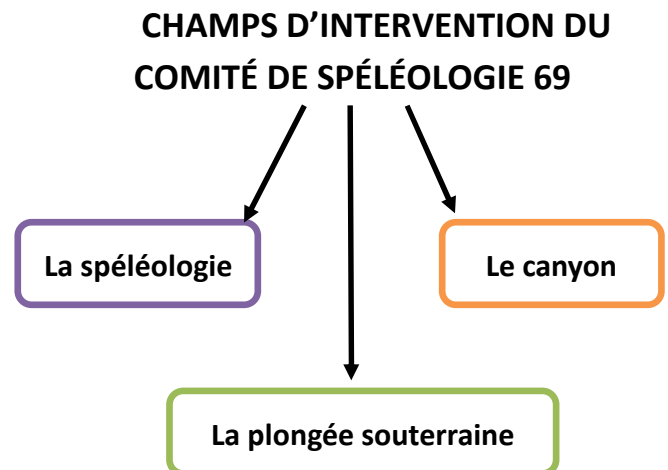 CHAMPS D’INTERVENTION DU
COMITÉ DE SPÉLÉOLOGIE 69
La spéléologie
Le canyon
La plongée souterraine